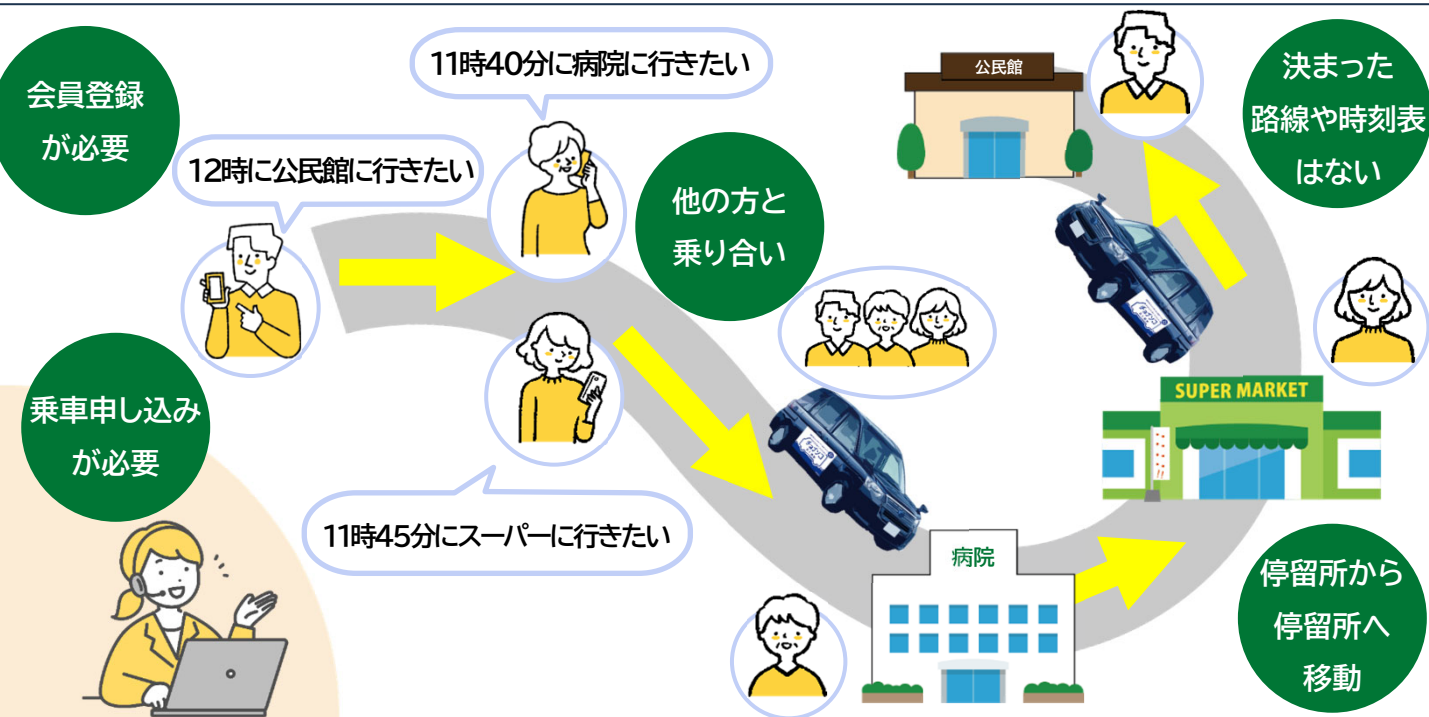 会員登録
が必要
11時40分に病院に行きたい
12時に公民館に行きたい
他の方と
乗り合い
公民館
決まった
路線や時刻表
はない
乗車申し込み
が必要
11時45分にスーパーに行きたい
SUPER MARKET
病院
停留所から
停留所へ
移動